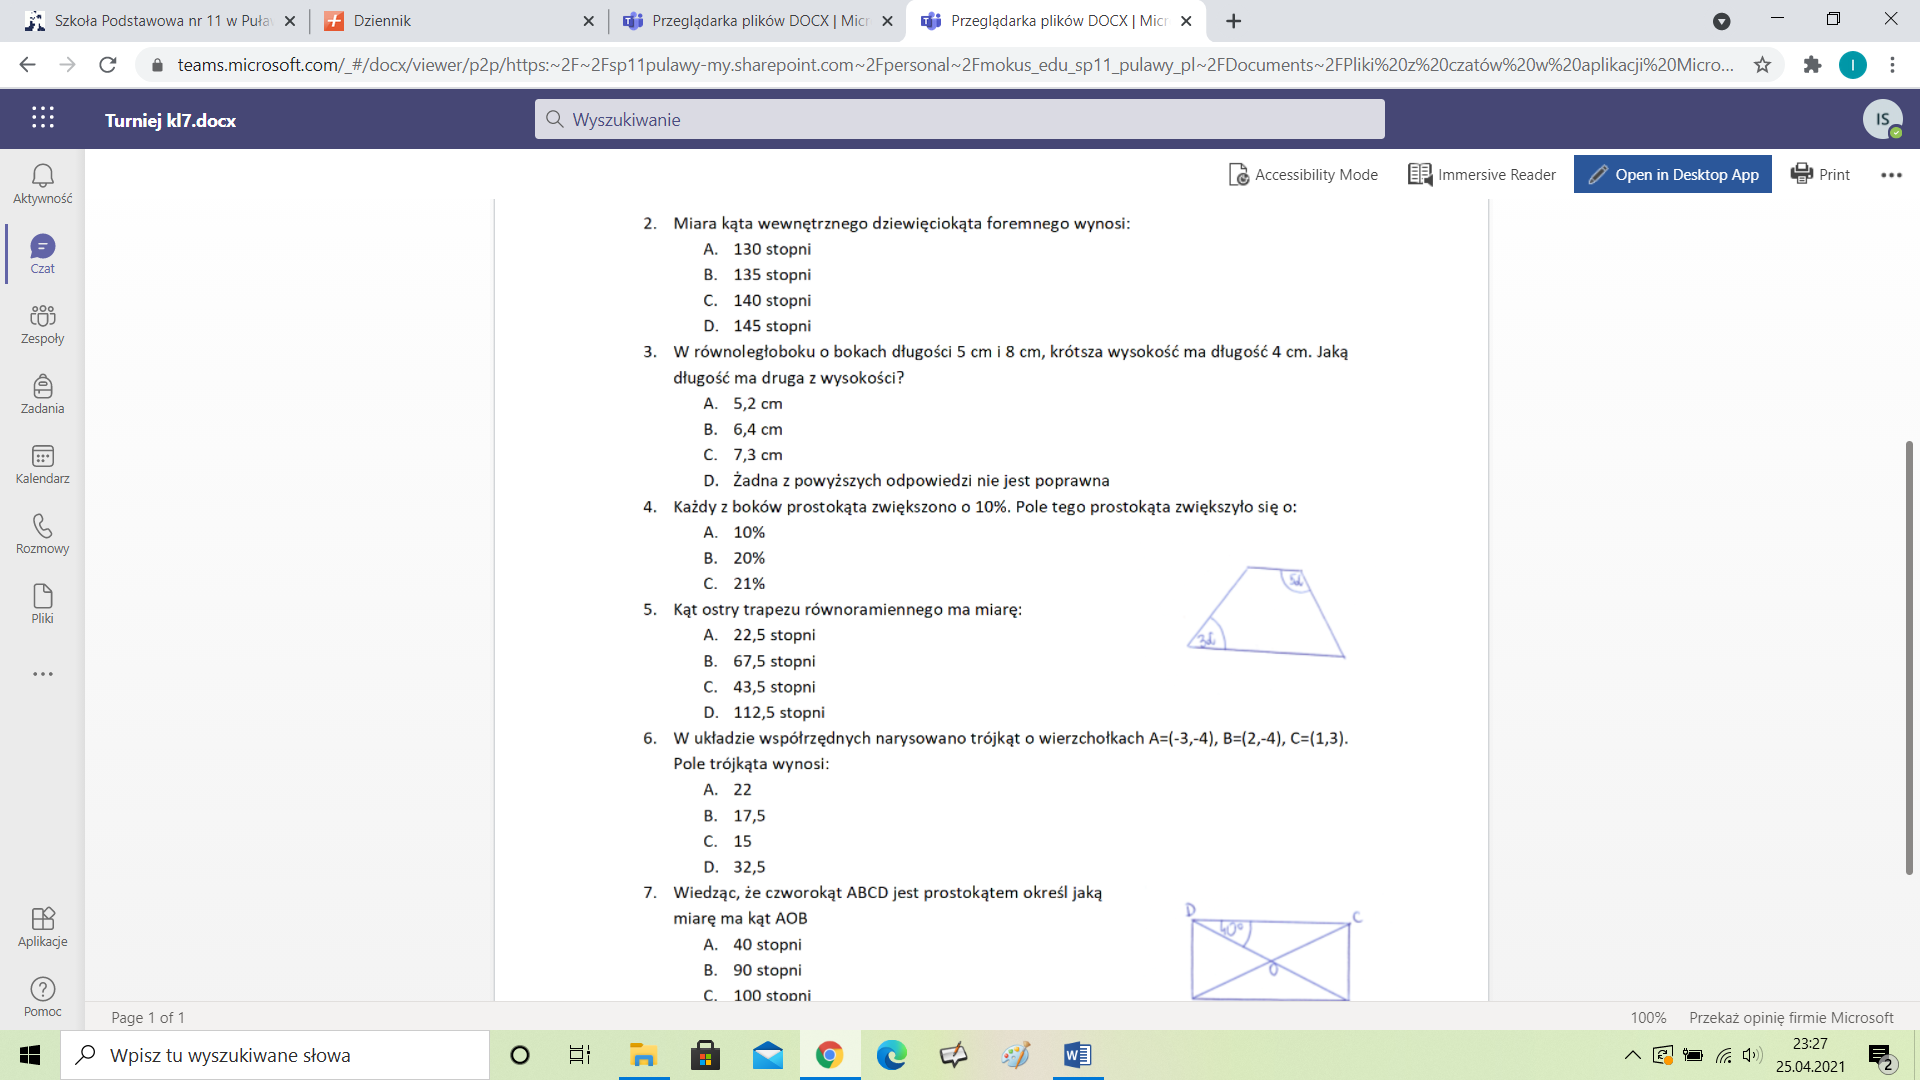 Szkoła Podstawowa nr 11 w Puław
Dziennik
Przeglądarka plików DOCX | Micr
Przeglądarka plików DOCX | Micr
teams.microsoft.com/_#/docx/viewer/p2p/https:~2F~2Fsp11pulawy-my.sharepoint.com~2Fpersonal~2Fmokus_edu_sp11_pulawy_pl~2FDocuments~2FPliki%20z%20czatów%20w%20aplikacji%20Micro...
I
Turniej kl7.docx
Wyszukiwanie
IS
Accessibility Mode
Immersive Reader
Open in Desktop App
Print
Aktywność
Czat
Zespoły
Zadania
Kalendarz
Rozmowy
Pliki
Aplikacje
Pomoc
2. Miara kąta wewnętrznego dziewięciokąta foremnego wynosi:
A. 130 stopni
B. 135 stopni
C. 140 stopni
D. 145 stopni
3. W równoległoboku o bokach długości 5 cm i 8 cm, krótsza wysokość ma długość 4 cm. Jaką
długość ma druga z wysokości?
A. 5,2 cm
B. 6,4 cm
C. 7,3 cm
D. Żadna z powyższych odpowiedzi nie jest poprawna
4. Każdy z boków prostokąta zwiększono o 10%. Pole tego prostokąta zwiększyło się o:
A. 10%
B. 20%
C. 21%
5. Kąt ostry trapezu równoramiennego ma miarę:
A. 22,5 stopni
B. 67,5 stopni
C. 43,5 stopni
D. 112,5 stopni
5α
3α
6. W układzie współrzędnych narysowano trójkąt o wierzchołkach A=(-3,-4), B=(2,-4), C=(1,3).
Pole trójkąta wynosi:
A. 22
B. 17,5
C. 15
D. 32,5
7. Wiedząc, że czworokąt ABCD jest prostokątem określ jaką
miarę ma kąt AOB
A. 40 stopni
B. 90 stopni
C. 100 stopni
D
C
40°
O
Page 1 of 1
100%
Przekaż opinię firmie Microsoft
Wpisz tu wyszukiwane słowa
23:27
25.04.2021
2